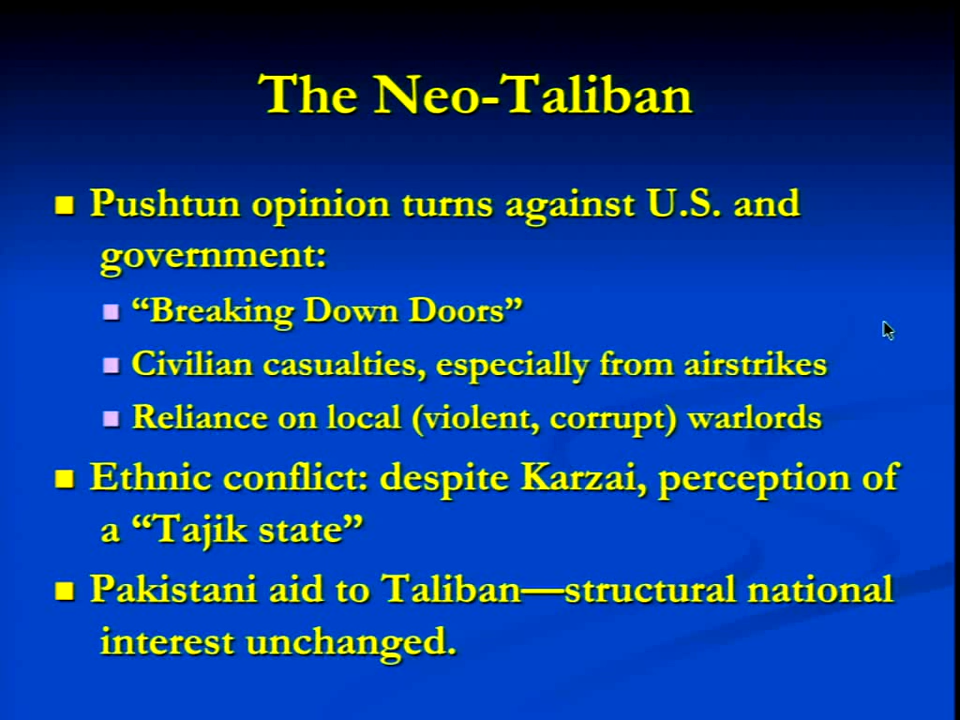 The Neo-Taliban
Pushtun opinion turns against U.S. and
government:
“Breaking Down Doors”
Civilian casualties, especially from airstrikes
Reliance on local (violent, corrupt) warlords
Ethnic conflict: despite Karzai, perception of
a “Tajik state”
Pakistani aid to Taliban—structural national
interest unchanged.